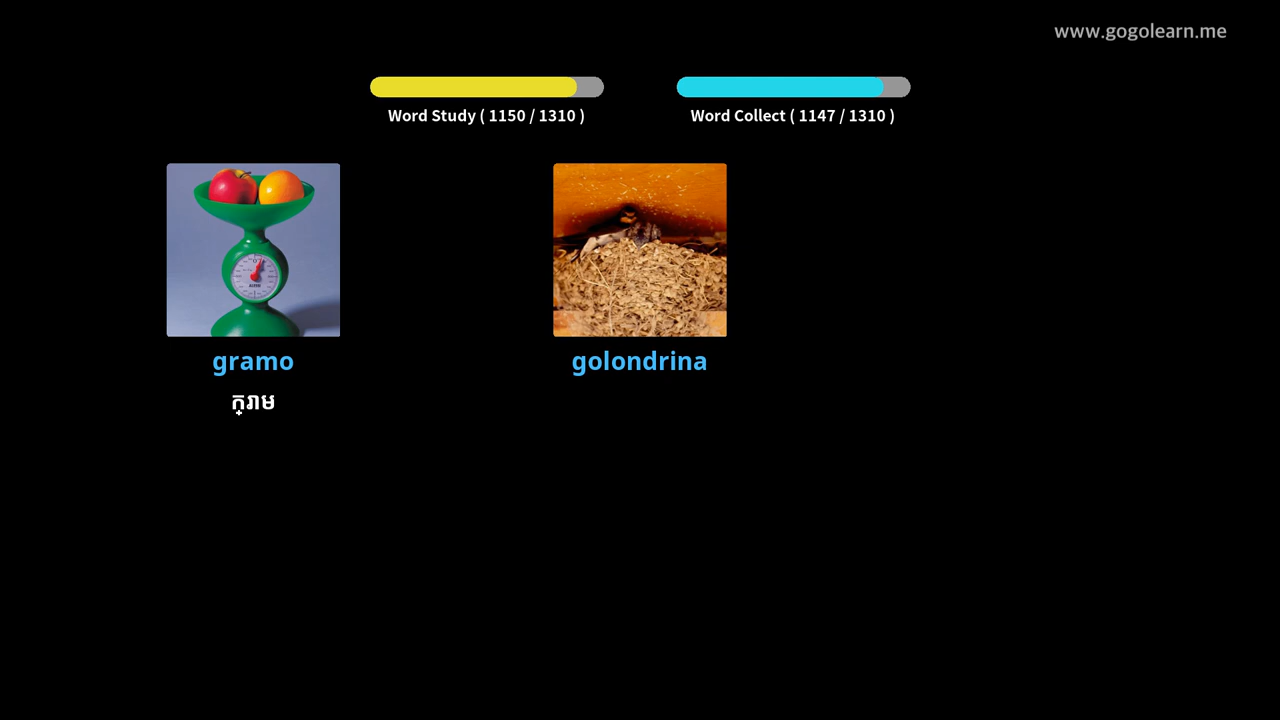 www.gogolearn.me
Word Study ( 1150 / 1310 )
Word Collect ( 1147 / 1310 )
gramo
golondrina
ក្រាម